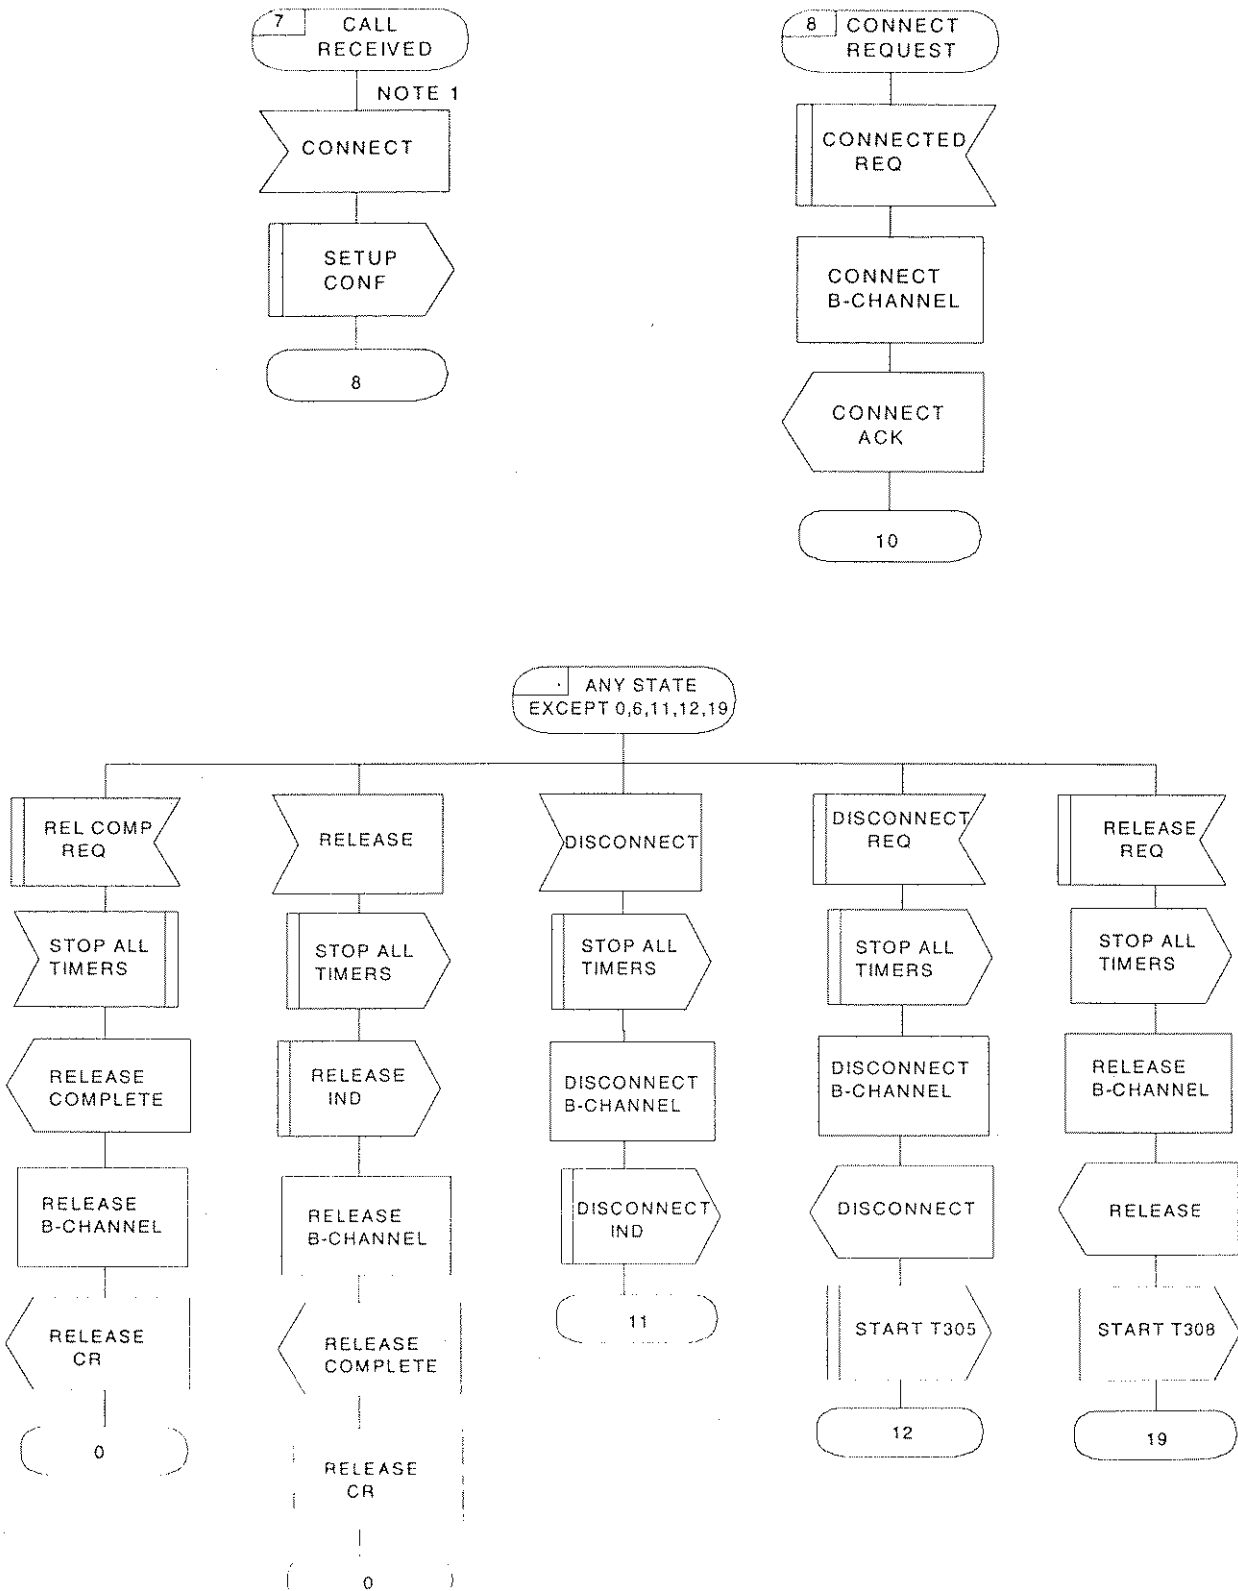 7
CALL
RECEIVED
NOTE 1
CONNECT
SETUP
CONF
8
8
CONNECT
REQUEST
CONNECTED
REQ
CONNECT
B-CHANNEL
CONNECT
ACK
10
ANY STATE
EXCEPT 0,6,11,12,19
REL COMP
REQ
STOP ALL
TIMERS
RELEASE
COMPLETE
RELEASE
B-CHANNEL
RELEASE
CR
0
RELEASE
STOP ALL
TIMERS
RELEASE
IND
RELEASE
B-CHANNEL
RELEASE
COMPLETE
RELEASE
CR
0
DISCONNECT
STOP ALL
TIMERS
DISCONNECT
B-CHANNEL
DISCONNECT
IND
11
DISCONNECT
REQ
STOP ALL
TIMERS
DISCONNECT
B-CHANNEL
DISCONNECT
START T305
12
RELEASE
REQ
STOP ALL
TIMERS
RELEASE
B-CHANNEL
RELEASE
START T308
19